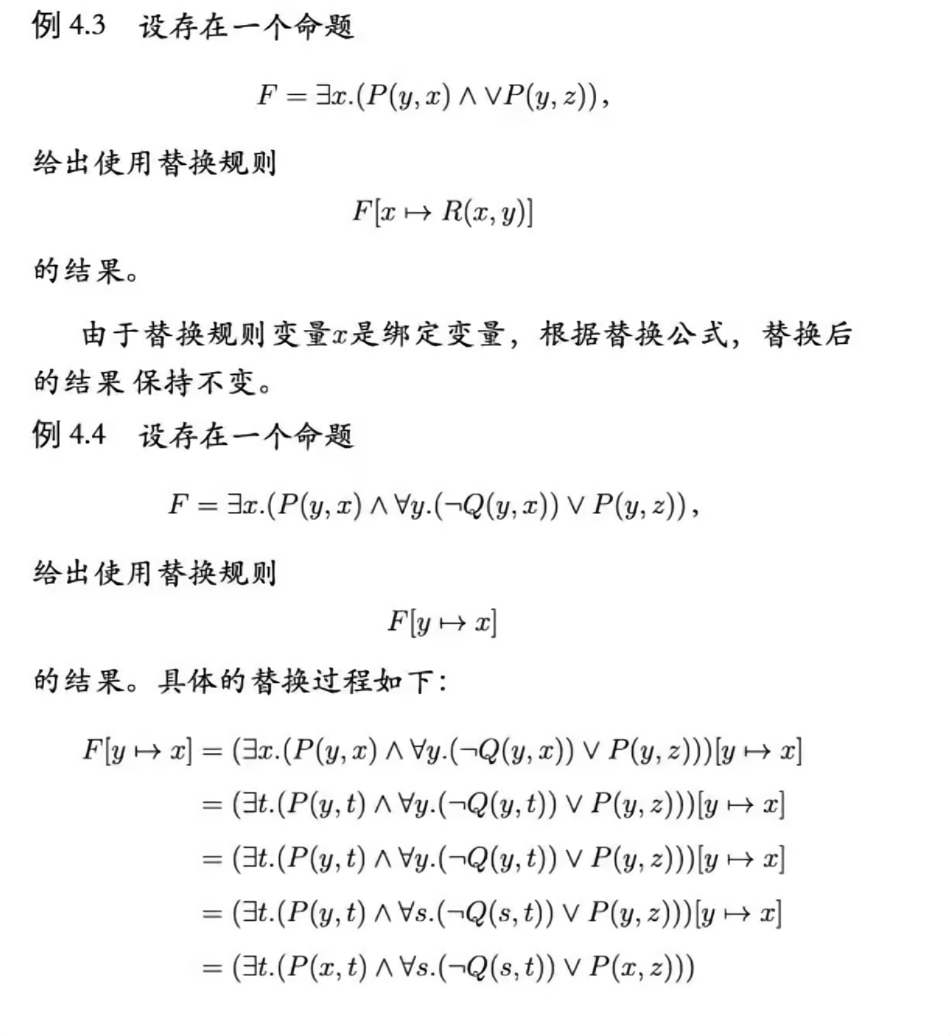 例 4.3 设存在一个命题
F = ∃x.(P(y, x) ∧ ∨P(y, z)),
给出使用替换规则
F[x ↦ R(x, y)]
的结果。
由于替换规则变量x是绑定变量，根据替换公式，替换后
的结果 保持不变。
例 4.4 设存在一个命题
F = ∃x.(P(y, x) ∧ ∀y.(¬Q(y, x)) ∨ P(y, z)),
给出使用替换规则
F[y ↦ x]
的结果。具体的替换过程如下：
F[y ↦ x] = (∃x.(P(y, x) ∧ ∀y.(¬Q(y, x)) ∨ P(y, z)))[y ↦ x]
= (∃t.(P(y, t) ∧ ∀y.(¬Q(y, t)) ∨ P(y, z)))[y ↦ x]
= (∃t.(P(y, t) ∧ ∀y.(¬Q(y, t)) ∨ P(y, z)))[y ↦ x]
= (∃t.(P(y, t) ∧ ∀s.(¬Q(s, t)) ∨ P(y, z)))[y ↦ x]
= (∃t.(P(x, t) ∧ ∀s.(¬Q(s, t)) ∨ P(x, z)))